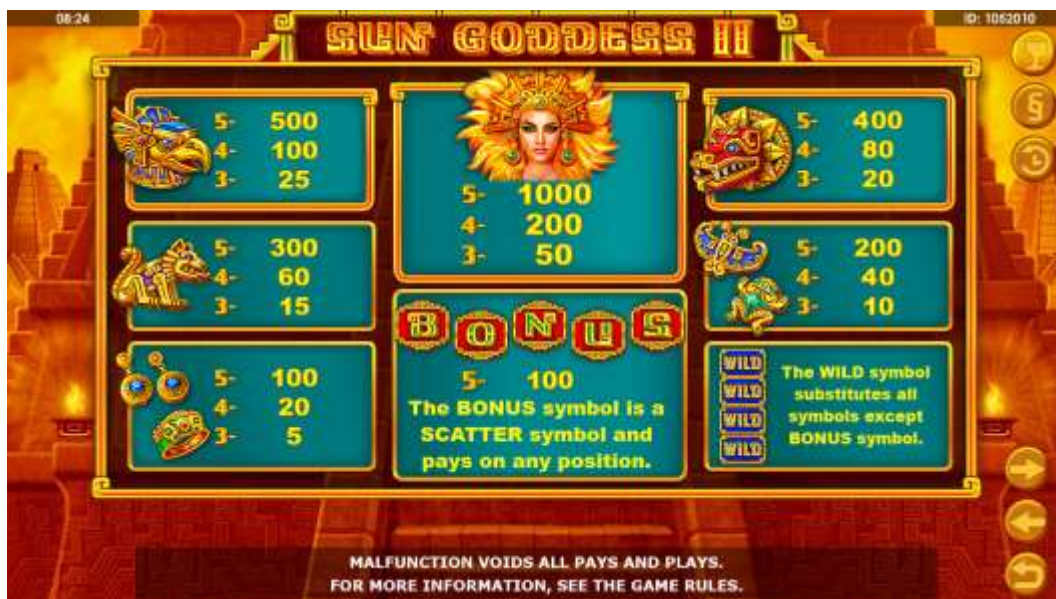 08:24
ID: 1052010
SUN GODDESS II
5- 500
4- 100
3- 25
5- 1000
4- 200
3- 50
5- 400
4- 80
3- 20
5- 300
4- 60
3- 15
5- 200
4- 40
3- 10
BONUS
5- 100
The BONUS symbol is a
SCATTER symbol and
pays on any position.
5- 100
4- 20
3- 5
WILD
WILD
WILD
WILD
The WILD symbol
substitutes all
symbols except
BONUS symbol.
§
MALFUNCTION VOIDS ALL PAYS AND PLAYS.
FOR MORE INFORMATION, SEE THE GAME RULES.